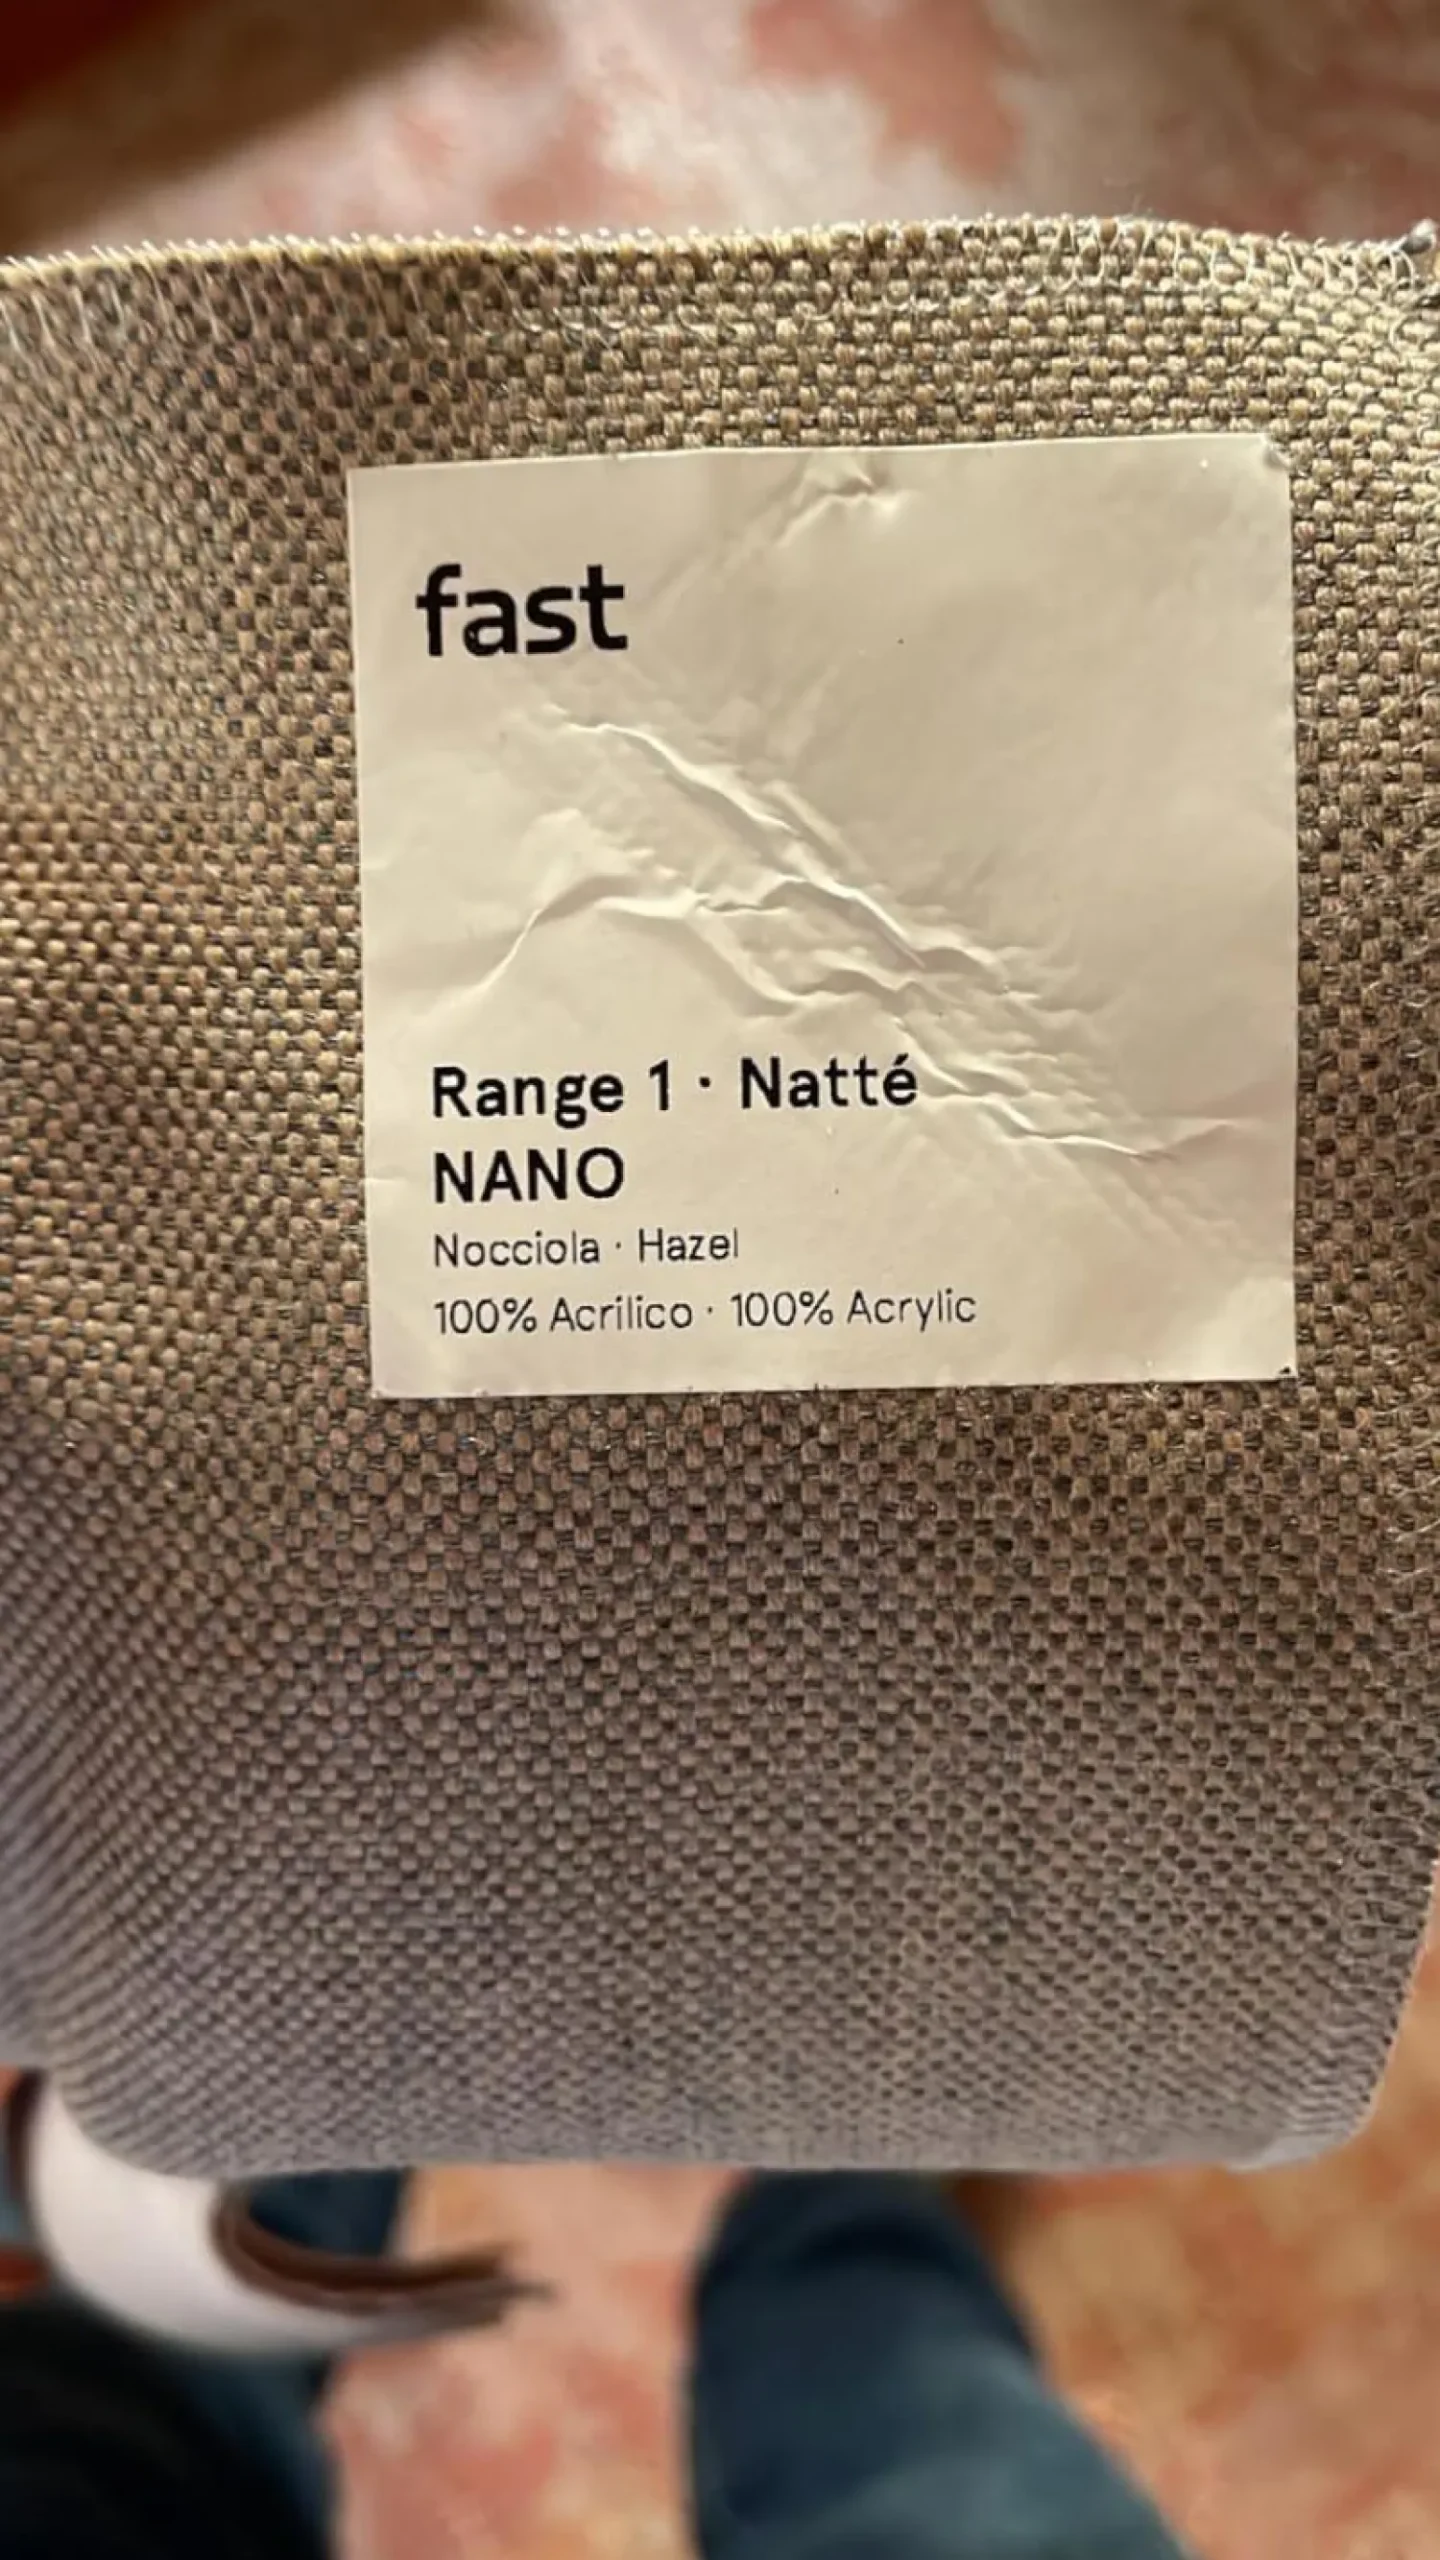 fast
Range 1 · Natté
NANO
Nocciola · Hazel
100% Acrilico · 100% Acrylic